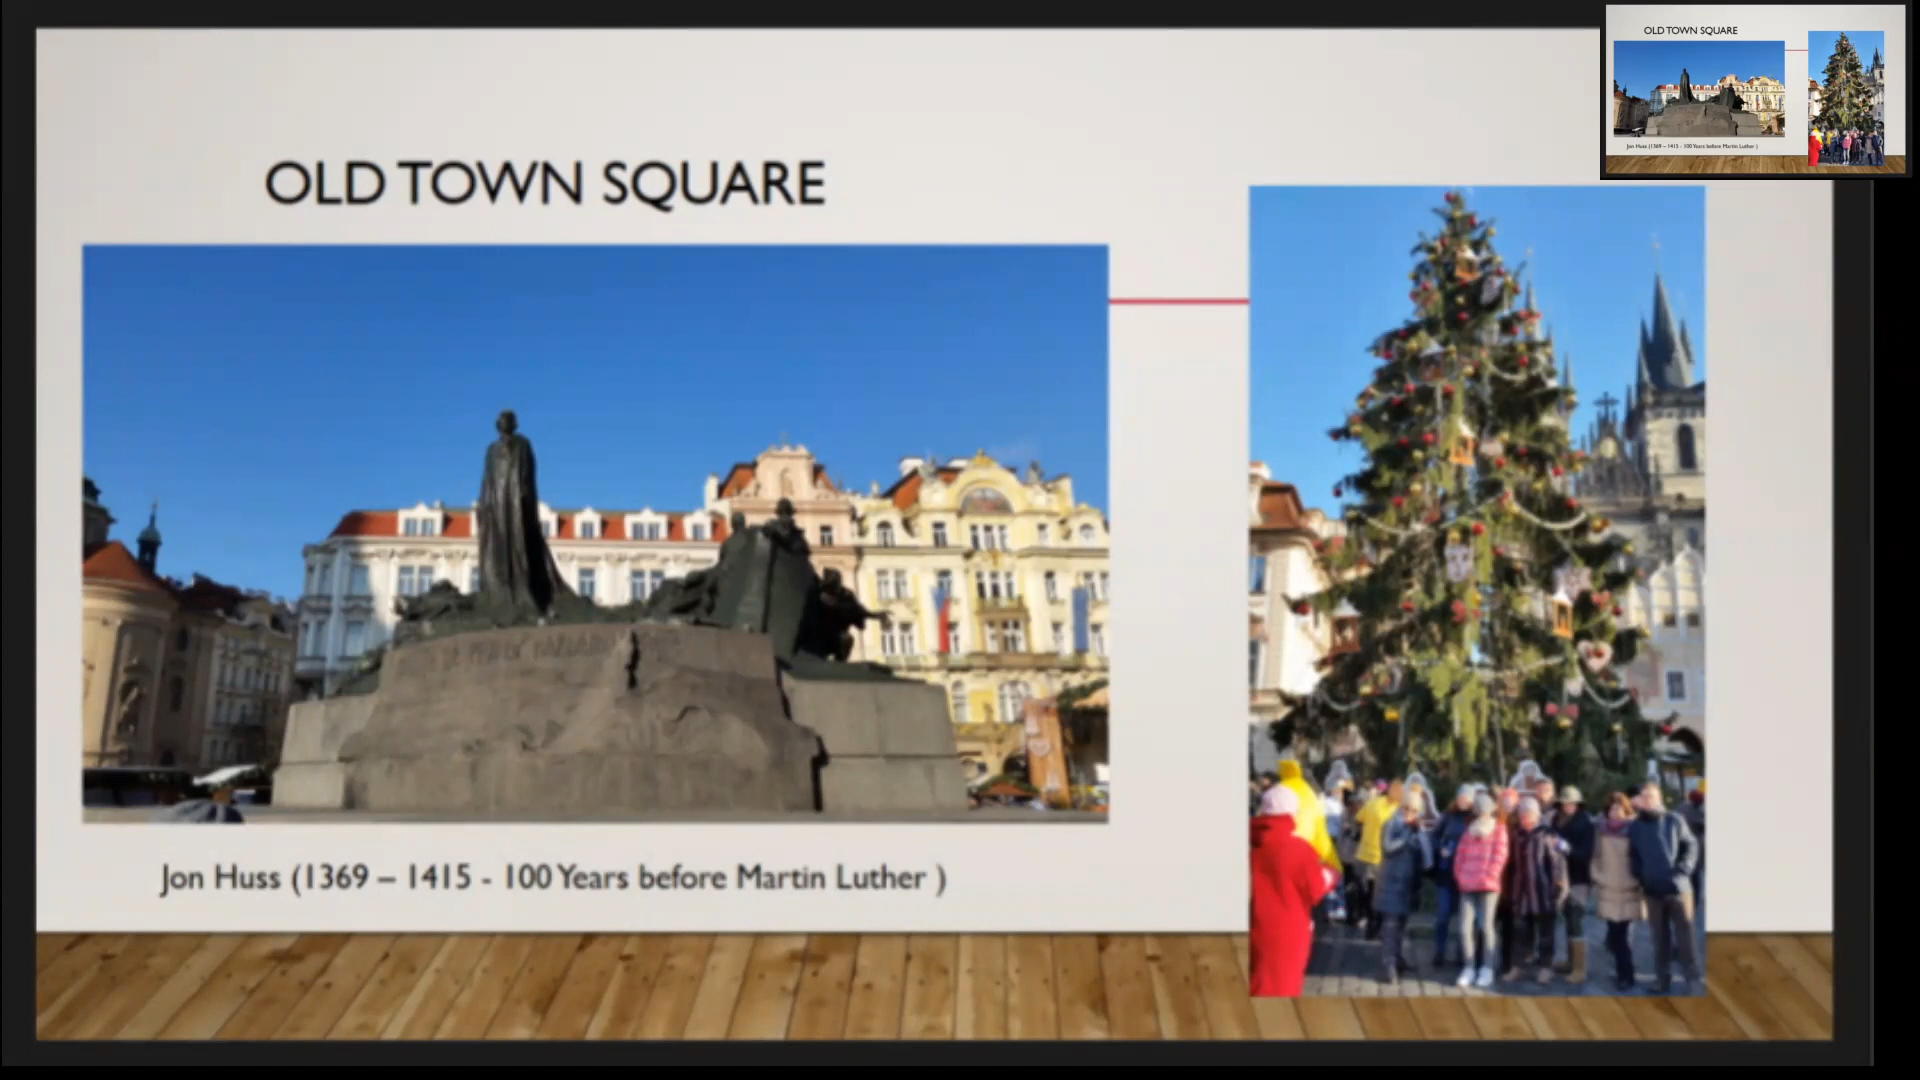 OLD TOWN SQUARE
Jon Huss (1369 – 1415 - 100 Years before Martin Luther )
OLD TOWN SQUARE
Jon Huss (1369 – 1415 - 100 Years before Martin Luther )